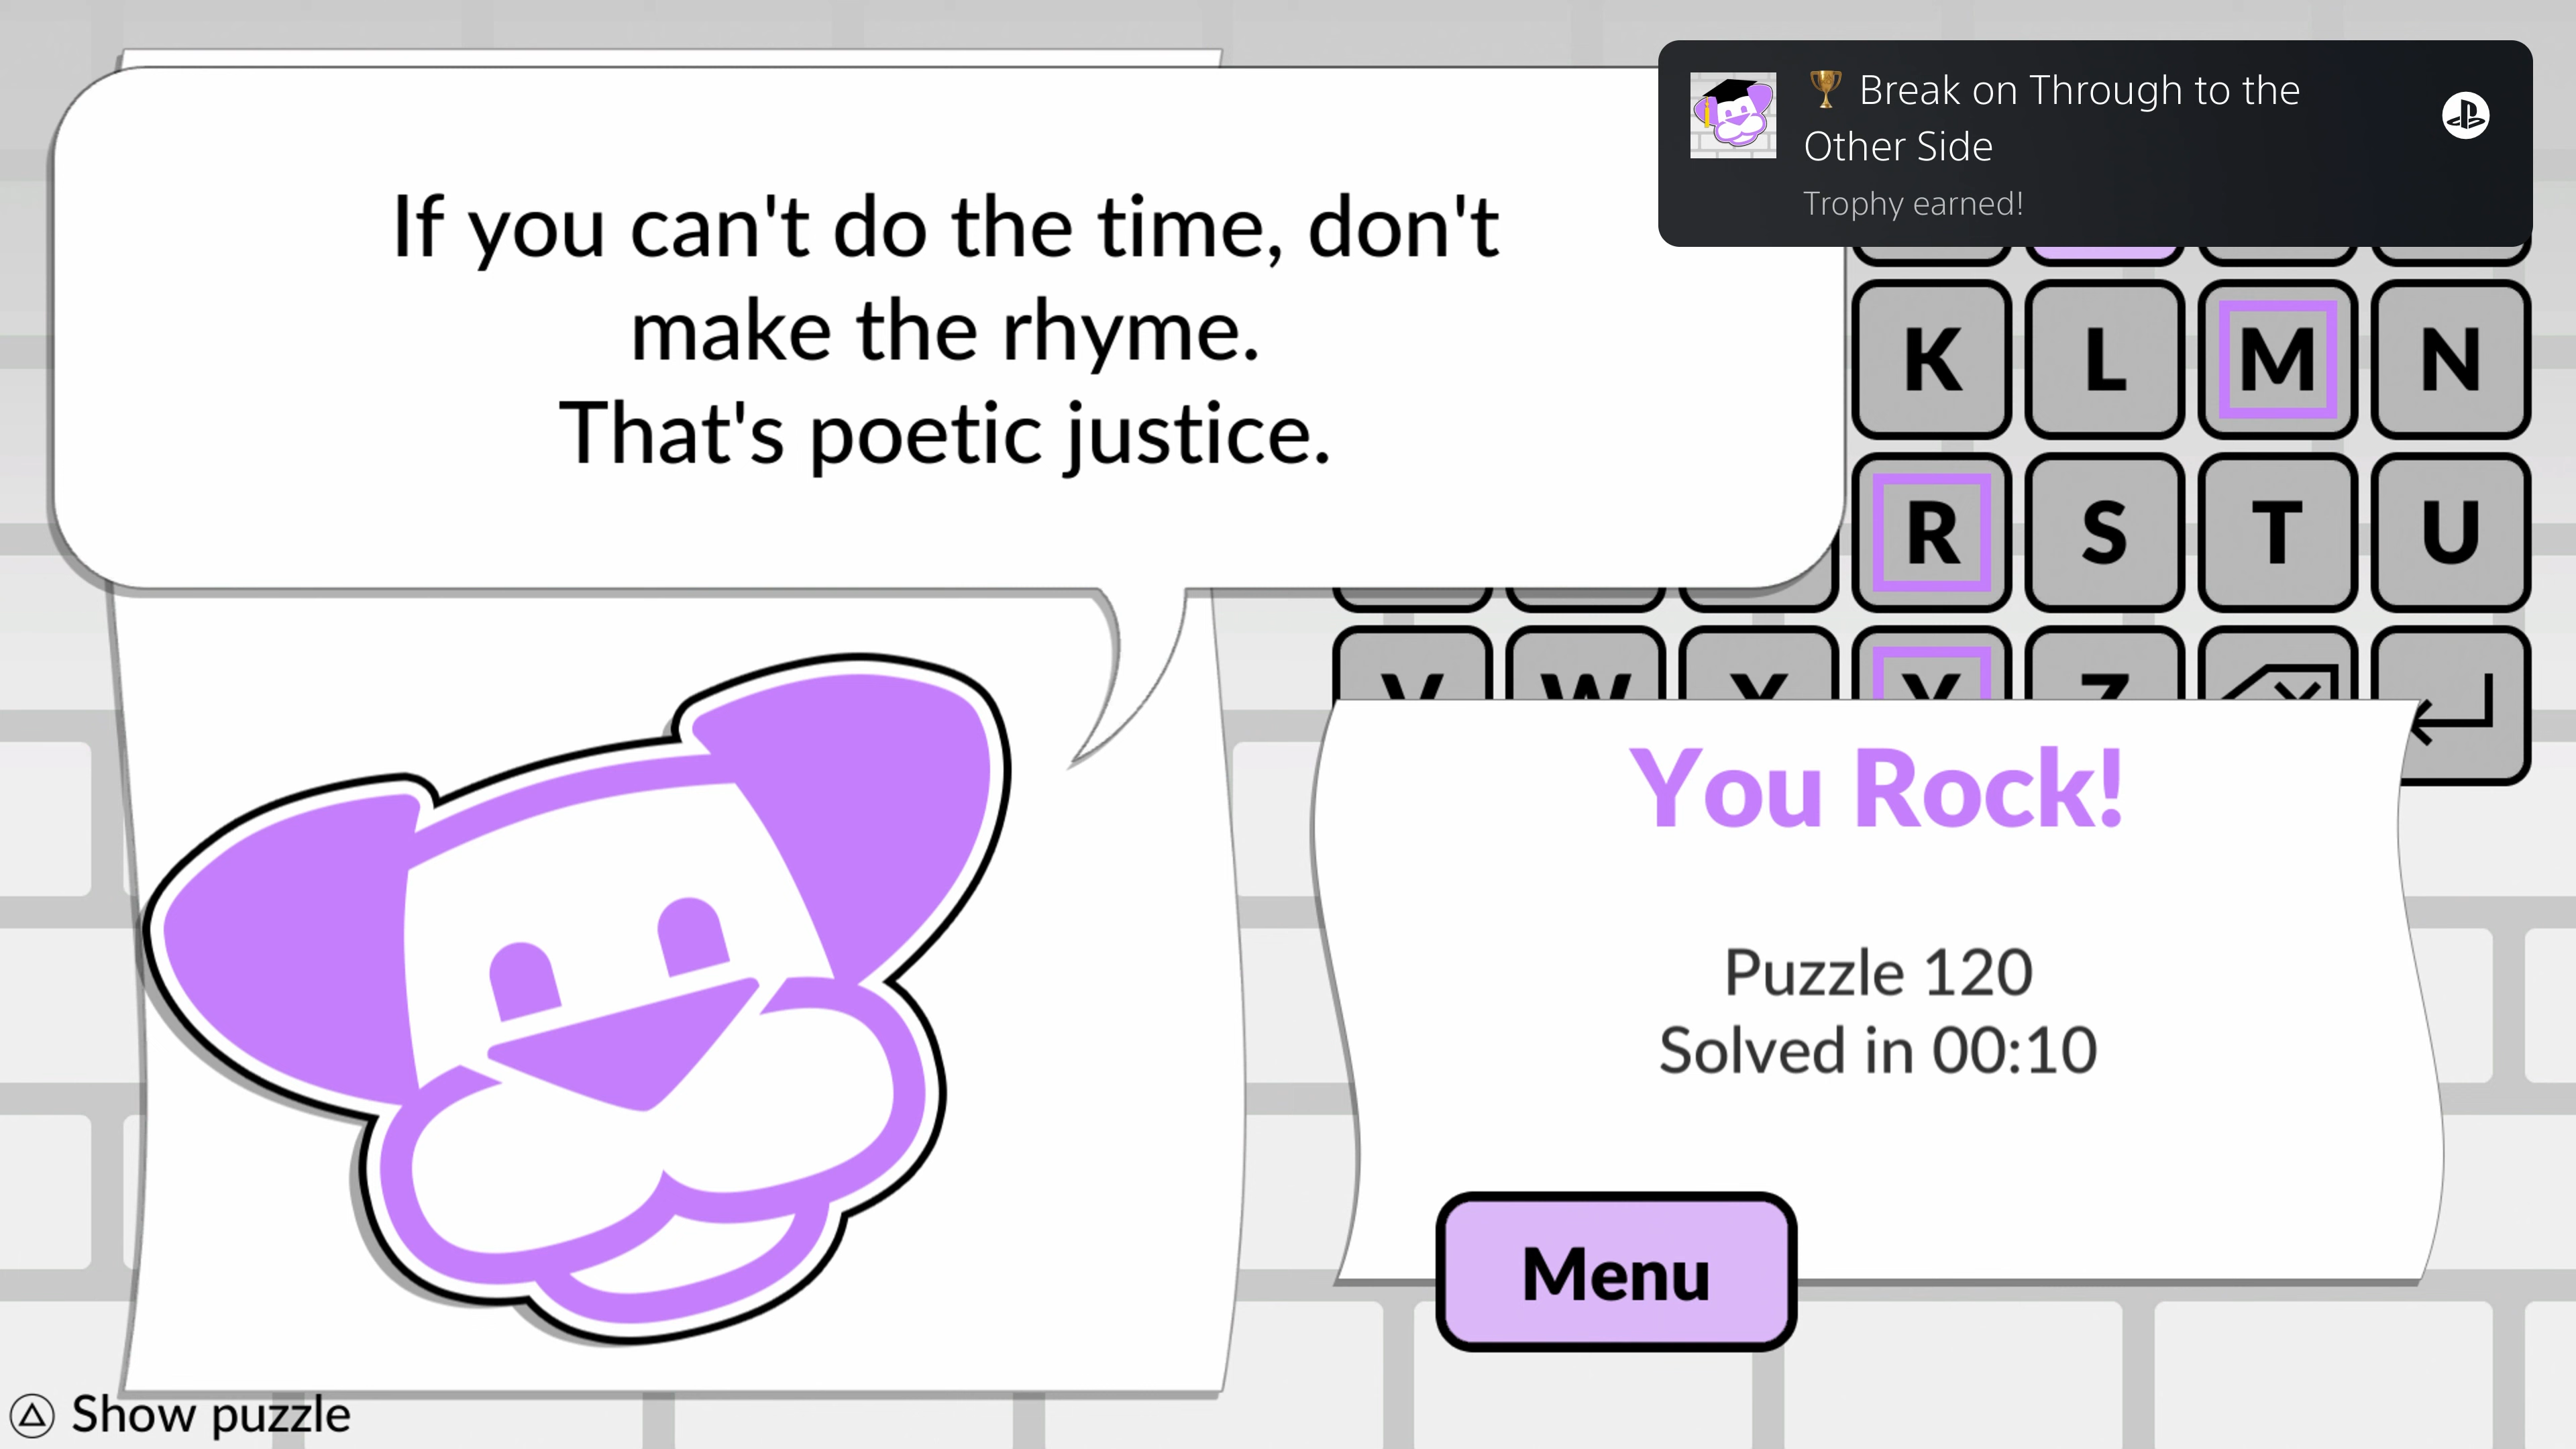 Break on Through to the
Other Side
Trophy earned!
If you can't do the time, don't
make the rhyme.
That's poetic justice.
K L M N
R S T U
V W X Y Z
You Rock!
Puzzle 120
Solved in 00:10
Menu
Show puzzle